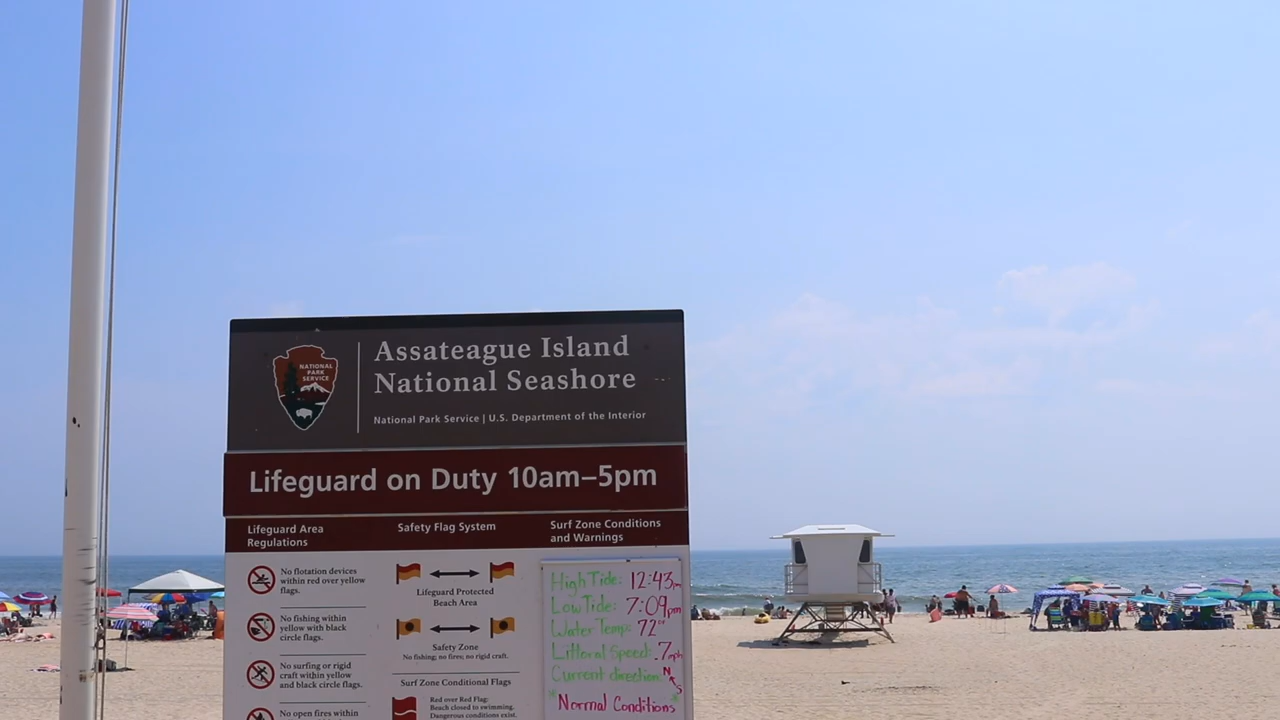 Assateague Island
National Seashore
NATIONAL
PARK
SERVICE
National Park Service | U.S. Department of the Interior
Lifeguard on Duty 10am–5pm
Lifeguard Area
Regulations
No flotation devices
within red over yellow
flags.
No fishing within
yellow with black
circle flags.
No surfing or rigid
craft within yellow
and black circle flags.
No open fires within
Safety Flag System
Lifeguard Protected
Beach Area
Safety Zone
No fishing; no fires; no rigid craft.
Surf Zone Conditional Flags
Red over Red Flag:
Beach closed to swimming.
Dangerous conditions exist.
Surf Zone Conditions
and Warnings
High Tide: 12:43pm
Low Tide: 7:09pm
Water Temp: 72°
Littoral Speed: .7mph
Current direction: N
S
Normal Conditions